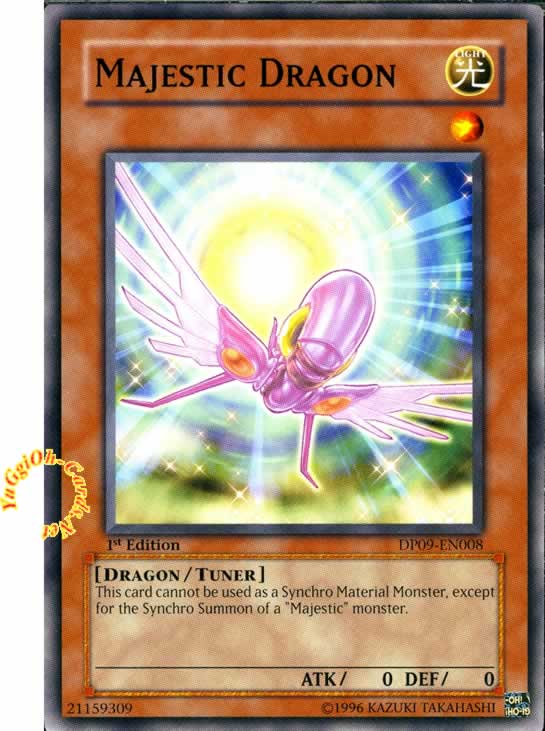 MAJESTIC DRAGON
LIGHT
光
YuGgiOh-Cards.Net
1st Edition
DP09-EN008
[DRAGON/TUNER]
This card cannot be used as a Synchro Material Monster, except
for the Synchro Summon of a "Majestic" monster.
ATK/ 0 DEF/ 0
21159309
©1996 KAZUKI TAKAHASHI